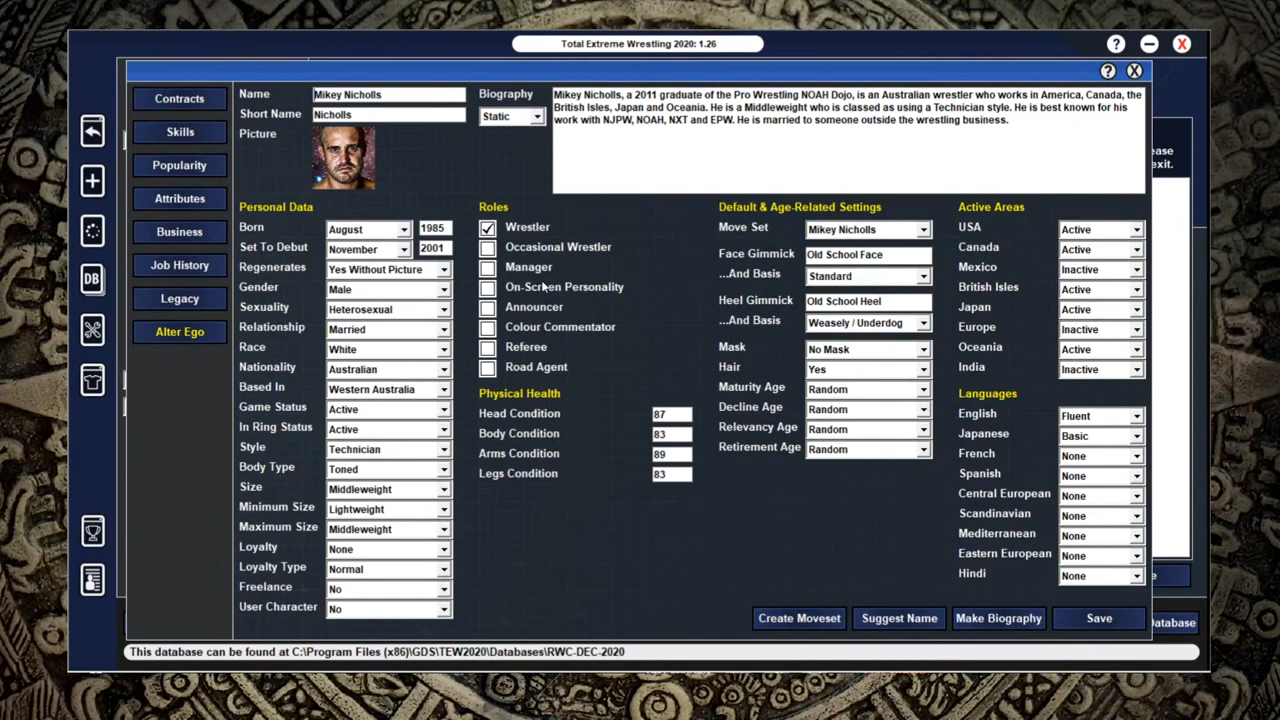 Total Extreme Wrestling 2020: 1.26
?
X
?
X
Contracts
Skills
Popularity
Attributes
Business
Job History
Legacy
Alter Ego
DB
Name Mikey Nicholls
Short Name Nicholls
Picture
Biography
Static
Mikey Nicholls, a 2011 graduate of the Pro Wrestling NOAH Dojo, is an Australian wrestler who works in America, Canada, the
British Isles, Japan and Oceania. He is a Middleweight who is classed as using a Technician style. He is best known for his
work with NJPW, NOAH, NXT and EPW. He is married to someone outside the wrestling business.
Personal Data
Born August 1985
Set To Debut November 2001
Regenerates Yes Without Picture
Gender Male
Sexuality Heterosexual
Relationship Married
Race White
Nationality Australian
Based In Western Australia
Game Status Active
In Ring Status Active
Style Technician
Body Type Toned
Size Middleweight
Minimum Size Lightweight
Maximum Size Middleweight
Loyalty None
Loyalty Type Normal
Freelance No
User Character No
Roles
Wrestler
Occasional Wrestler
Manager
On-Screen Personality
Announcer
Colour Commentator
Referee
Road Agent
Physical Health
Head Condition 87
Body Condition 83
Arms Condition 89
Legs Condition 83
Default & Age-Related Settings
Move Set Mikey Nicholls
Face Gimmick Old School Face
...And Basis Standard
Heel Gimmick Old School Heel
...And Basis Weasely / Underdog
Mask No Mask
Hair Yes
Maturity Age Random
Decline Age Random
Relevancy Age Random
Retirement Age Random
Active Areas
USA Active
Canada Active
Mexico Inactive
British Isles Active
Japan Active
Europe Inactive
Oceania Active
India Inactive
Languages
English Fluent
Japanese Basic
French None
Spanish None
Central European None
Scandinavian None
Mediterranean None
Eastern European None
Hindi None
Create Moveset
Suggest Name
Make Biography
Save
ease
exit.
e
atabase
This database can be found at C:\Program Files (x86)\GDS\TEW2020\Databases\RWC-DEC-2020